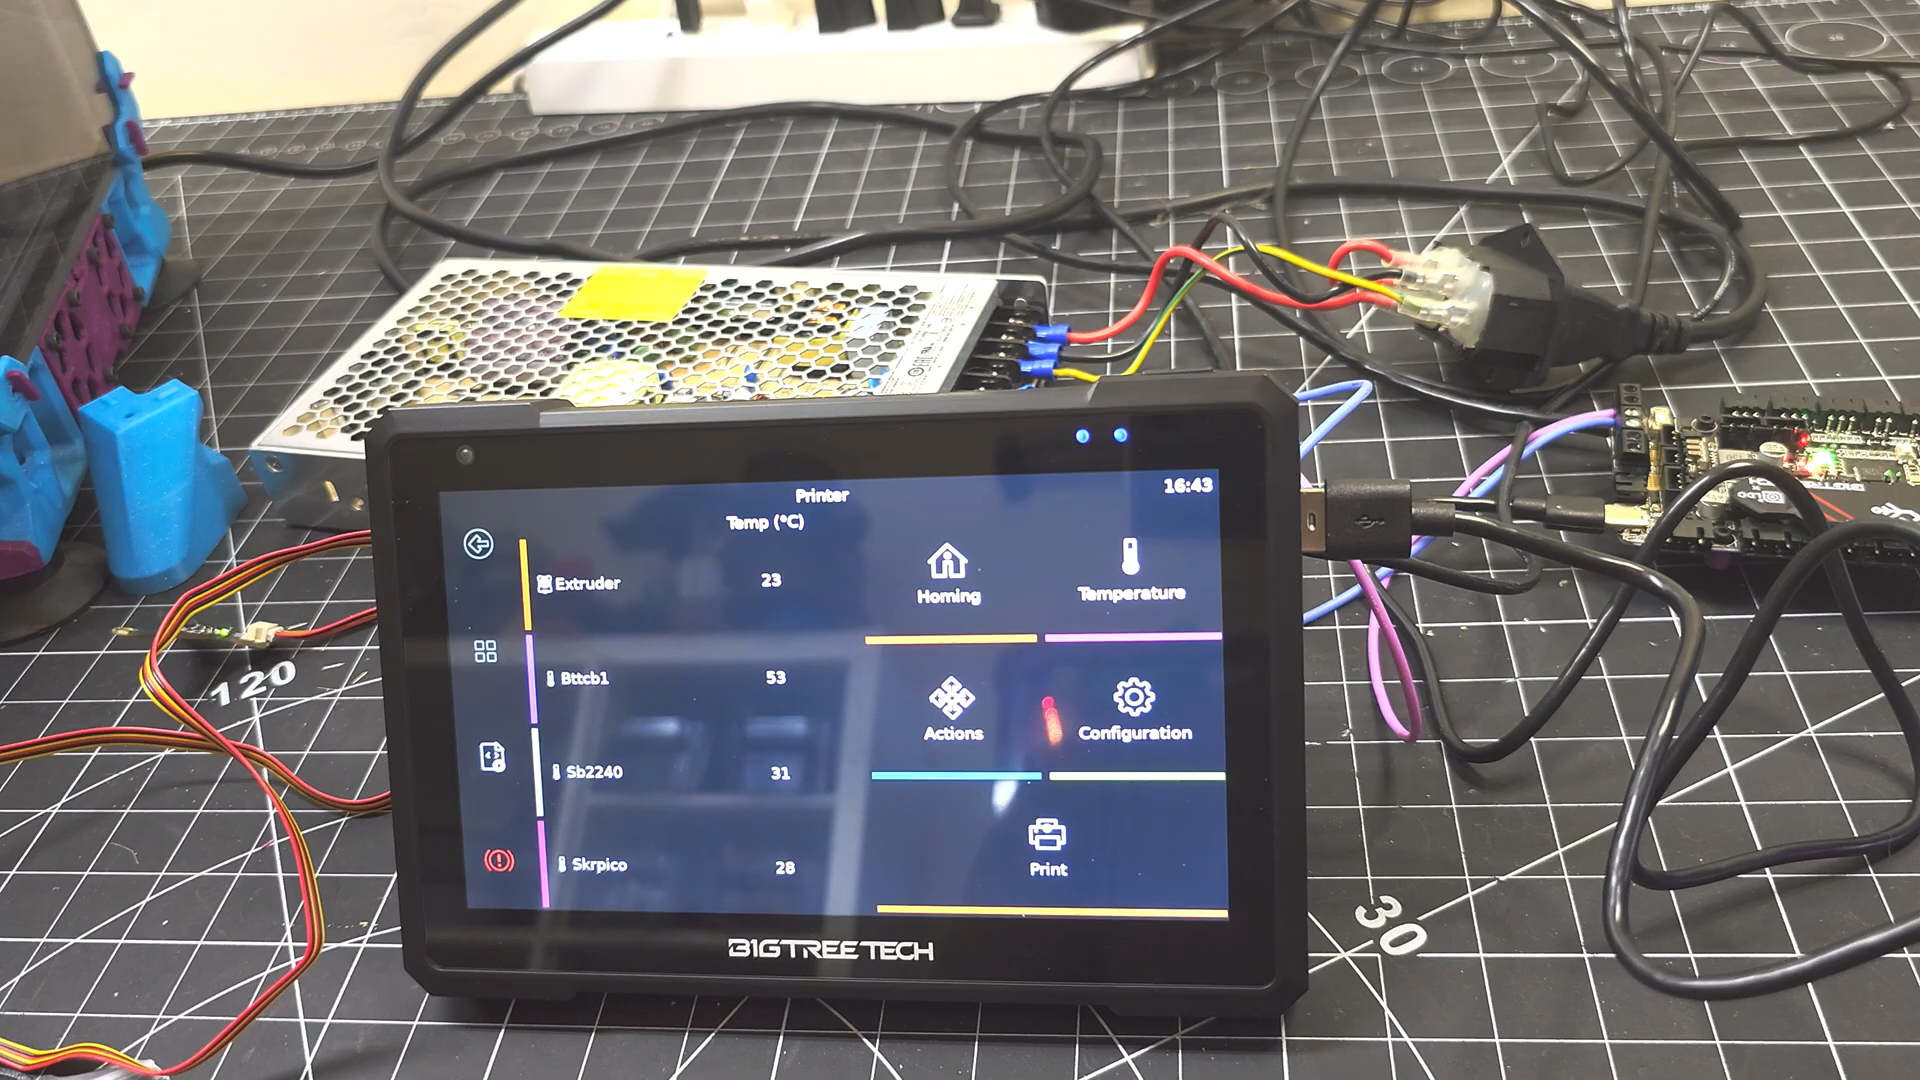 Printer
16:43
Temp (°C)
Extruder 23
Bttcb1 53
Sb2240 31
Skrpico 28
Homing
Temperature
Actions
Configuration
Print
BIGTREETECH
120
30